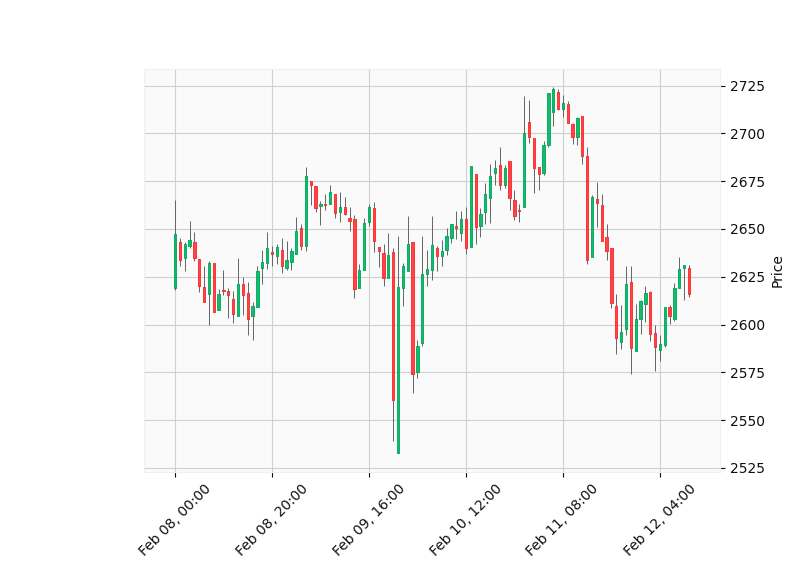 2725
2700
2675
2650
2625
2600
2575
2550
2525
Price
Feb 08, 00:00
Feb 08, 20:00
Feb 09, 16:00
Feb 10, 12:00
Feb 11, 08:00
Feb 12, 04:00